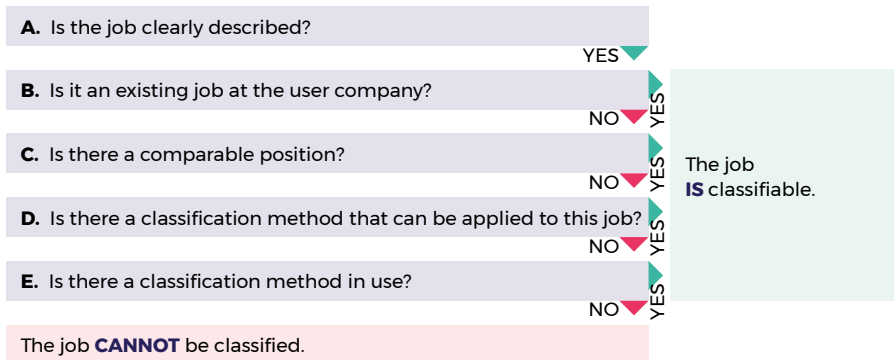 A. Is the job clearly described?
YES
B. Is it an existing job at the user company?
YES
NO
C. Is there a comparable position?
YES
NO
The job
IS classifiable.
D. Is there a classification method that can be applied to this job?
YES
NO
E. Is there a classification method in use?
YES
NO
The job CANNOT be classified.